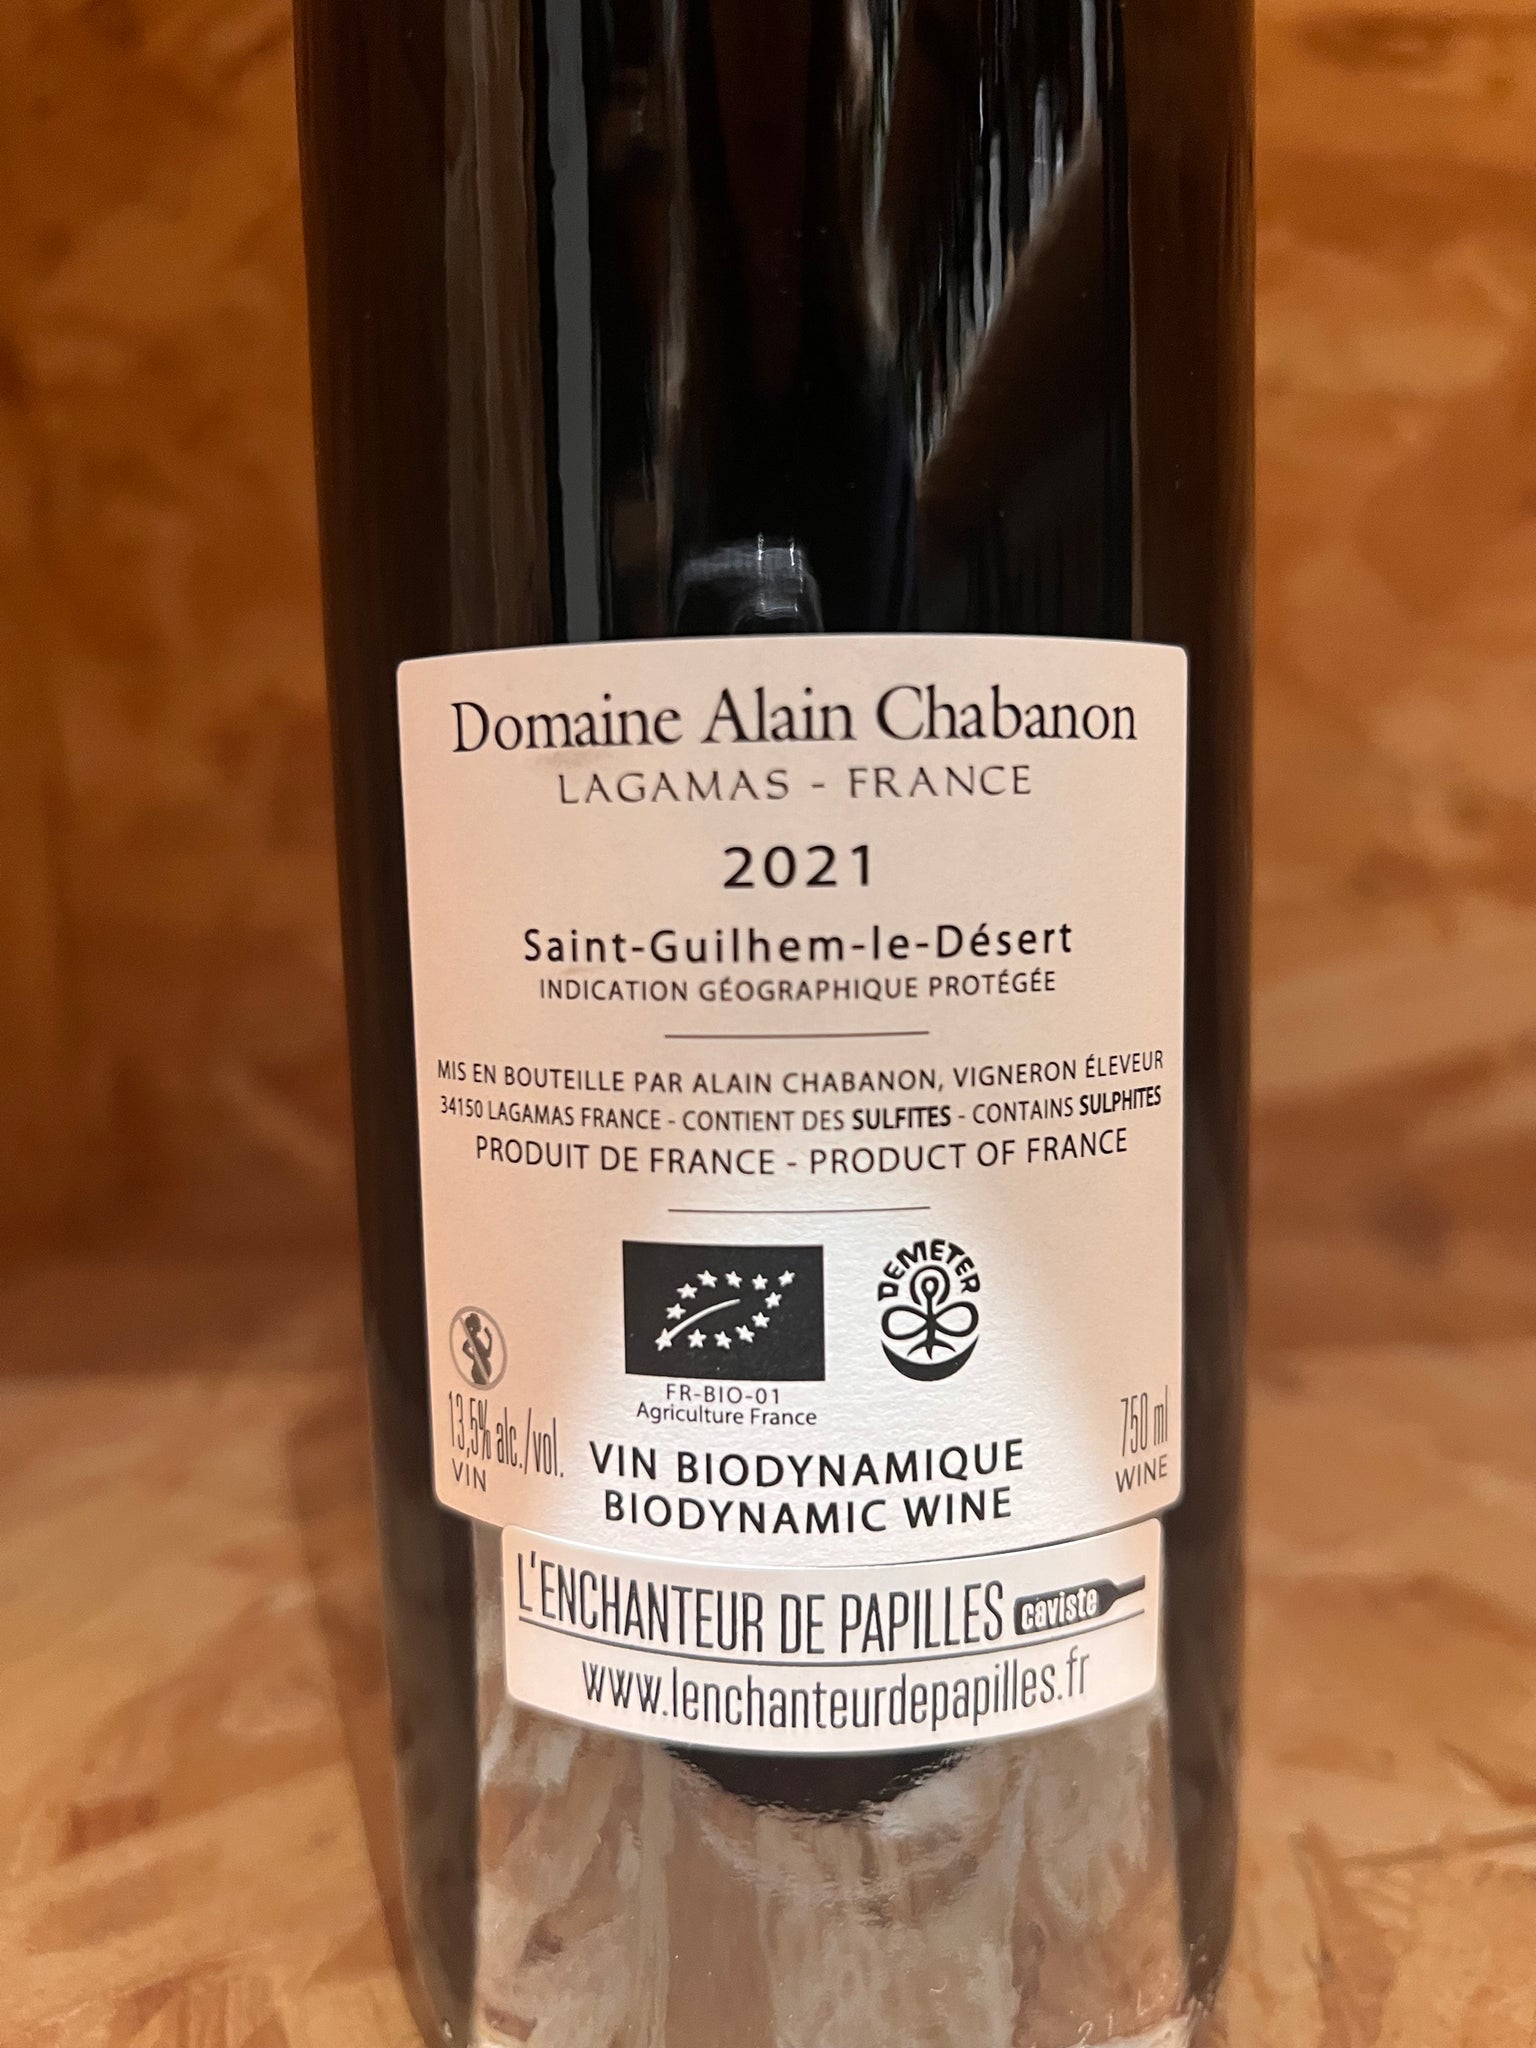 Domaine Alain Chabanon
LAGAMAS - FRANCE
2021
Saint-Guilhem-le-Désert
INDICATION GÉOGRAPHIQUE PROTÉGÉE
MIS EN BOUTEILLE PAR ALAIN CHABANON, VIGNERON ÉLEVEUR
34150 LAGAMAS FRANCE - CONTIENT DES SULFITES - CONTAINS SULPHITES
PRODUIT DE FRANCE - PRODUCT OF FRANCE
DEMETER
FR-BIO-01
Agriculture France
13,5% alc./vol.
VIN
VIN BIODYNAMIQUE
BIODYNAMIC WINE
750 ml
WINE
L'ENCHANTEUR DE PAPILLES caviste
www.lenchanteurdepapilles.fr